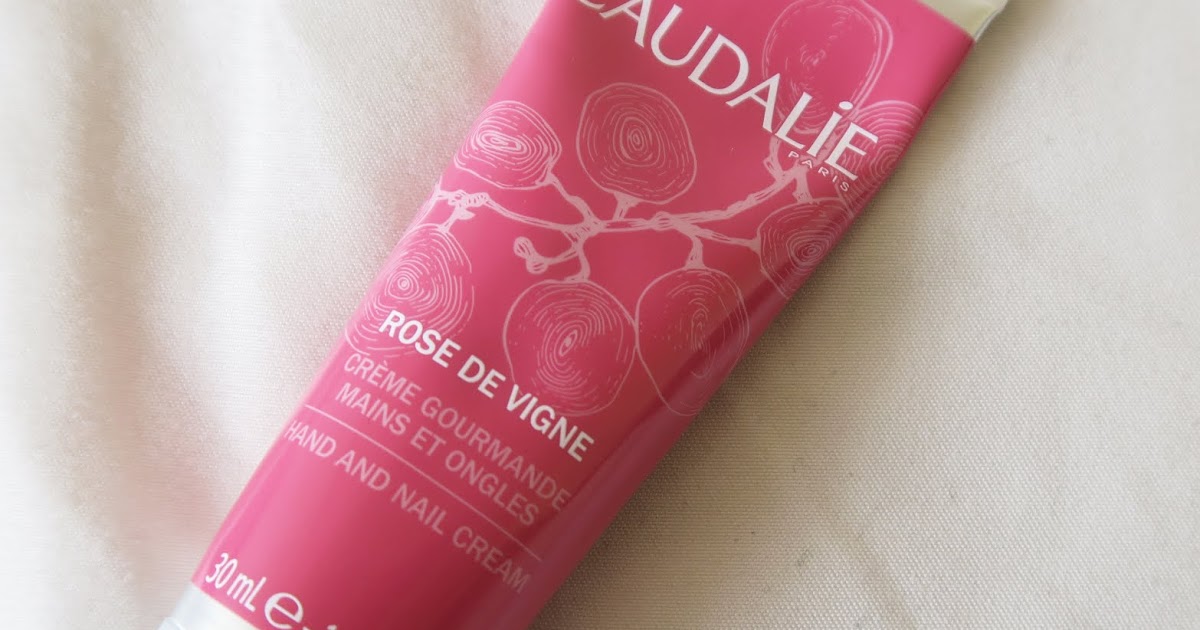 CAUDALiE
PARIS
ROSE DE VIGNE
CRÈME GOURMANDE
MAINS ET ONGLES
HAND AND NAIL CREAM
30 mL e